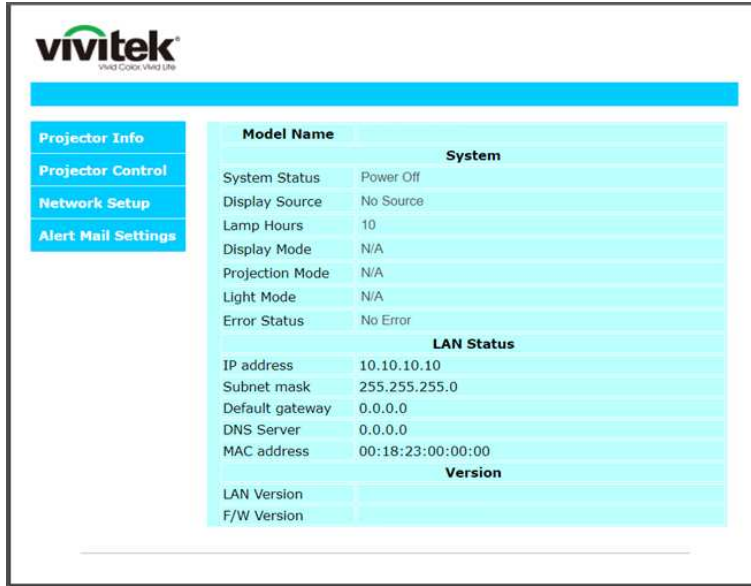 vivitek
Vivid Color, Vivid Life
Projector Info
Projector Control
Network Setup
Alert Mail Settings
Model Name
System
System Status Power Off
Display Source No Source
Lamp Hours 10
Display Mode N/A
Projection Mode N/A
Light Mode N/A
Error Status No Error
LAN Status
IP address 10.10.10.10
Subnet mask 255.255.255.0
Default gateway 0.0.0.0
DNS Server 0.0.0.0
MAC address 00:18:23:00:00:00
Version
LAN Version
F/W Version